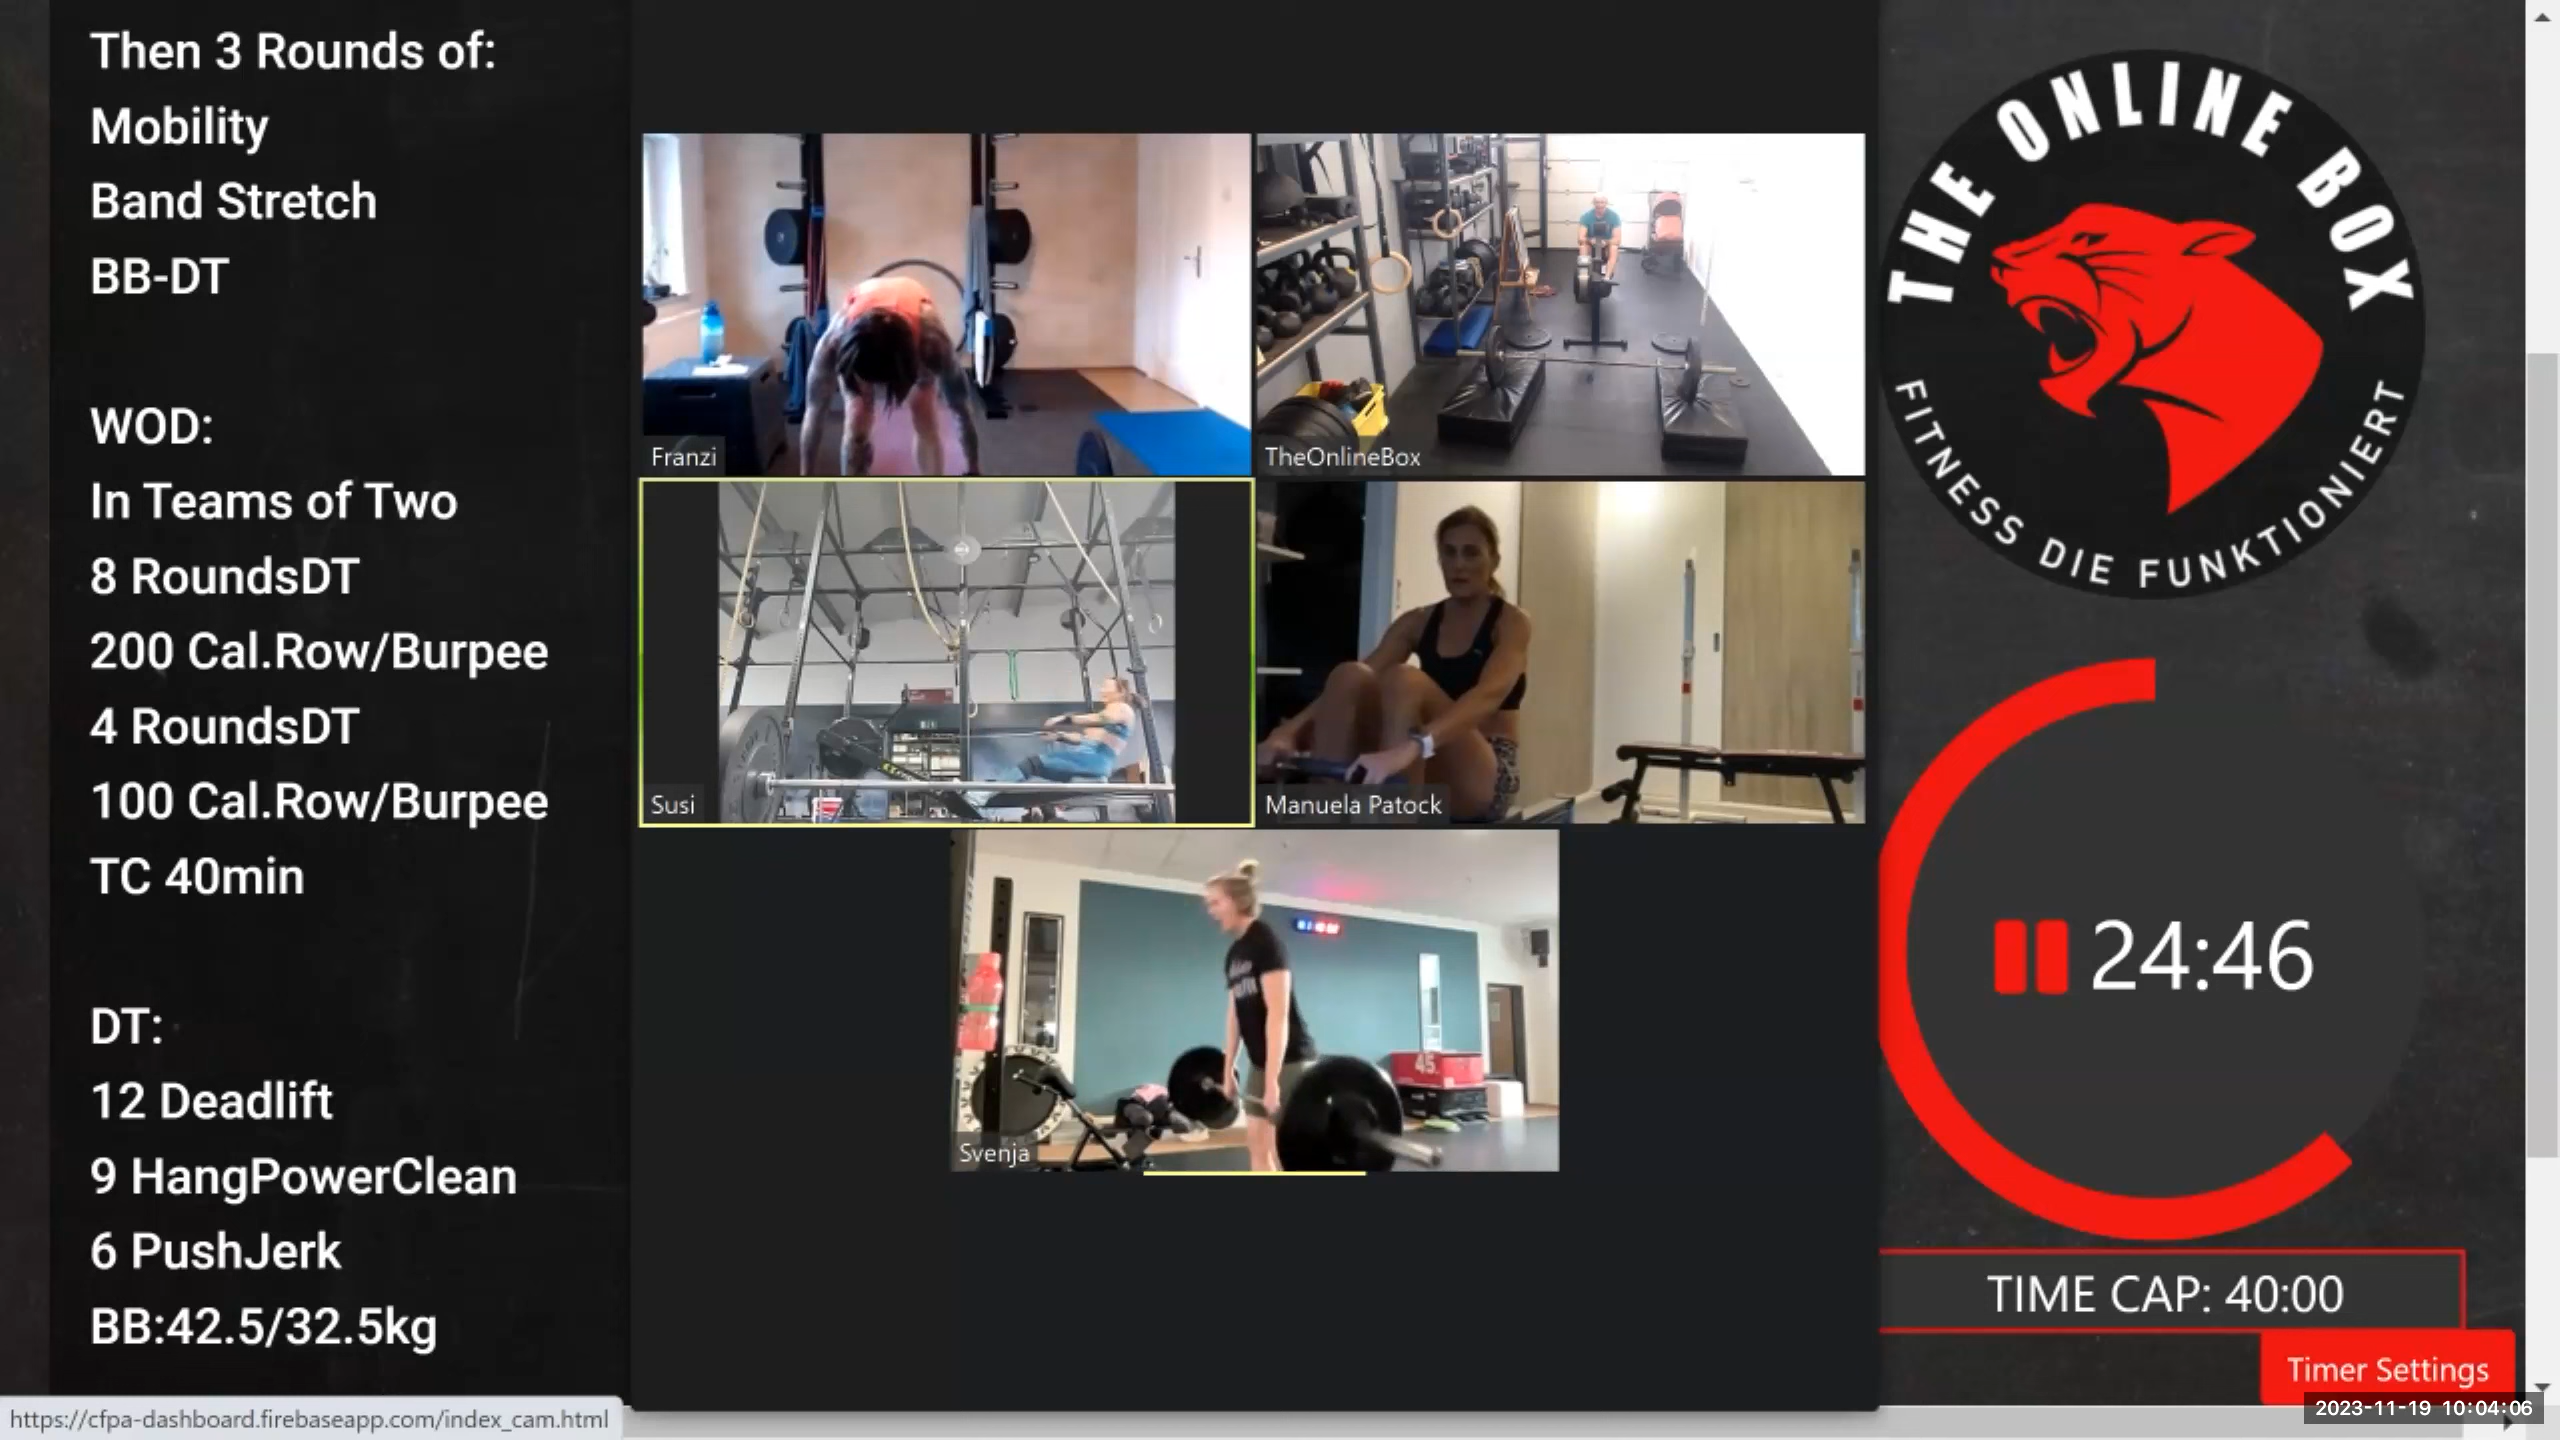 Then 3 Rounds of:
Mobility
Band Stretch
BB-DT
WOD:
In Teams of Two
8 RoundsDT
200 Cal.Row/Burpee
4 RoundsDT
100 Cal.Row/Burpee
TC 40min
DT:
12 Deadlift
9 HangPowerClean
6 PushJerk
BB:42.5/32.5kg
https://cfpa-dashboard.firebaseapp.com/index_cam.html
Franzi
TheOnlineBox
Susi
Manuela Patock
45
Svenja
THE ONLINE BOX
FITNESS DIE FUNKTIONIERT
24:46
TIME CAP: 40:00
Timer Settings
2023-11-19 10:04:06